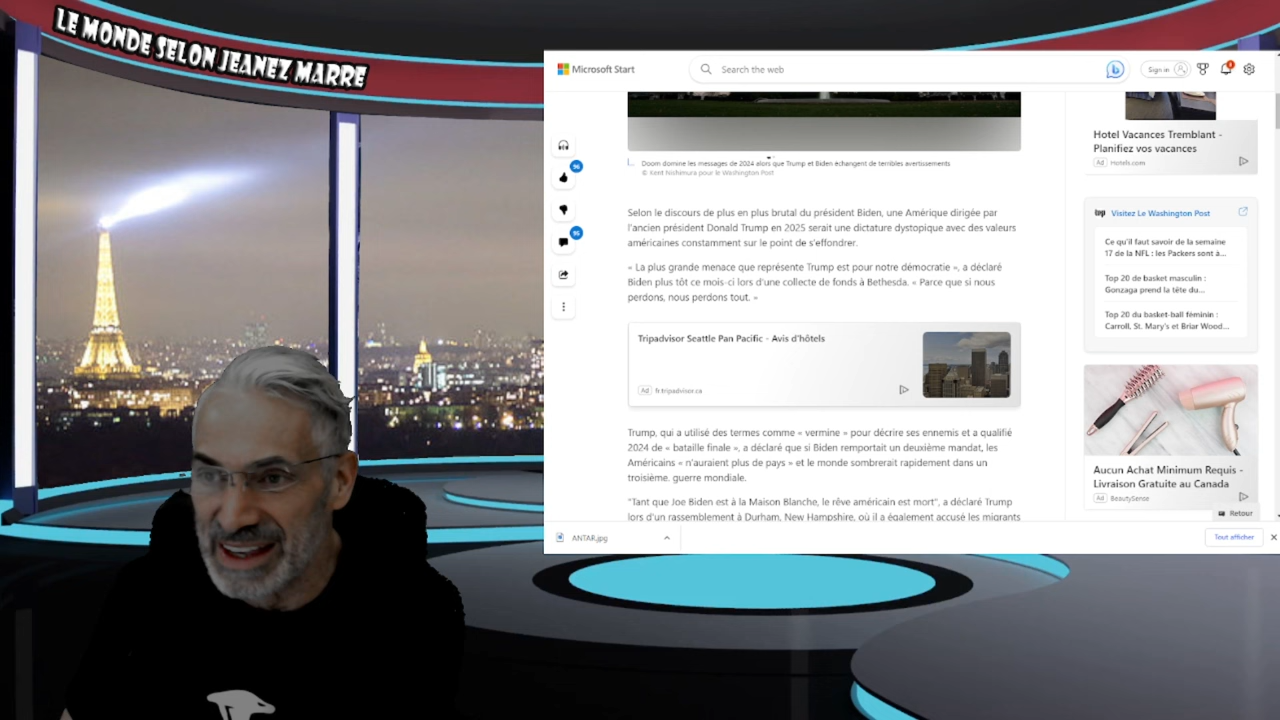 LE MONDE SELON JEANEZ MARRE
Microsoft Start
Search the web
Sign in
96
95
Doom domine les messages de 2024 alors que Trump et Biden échangent de terribles avertissements
© Kent Nishimura pour le Washington Post
Selon le discours de plus en plus brutal du président Biden, une Amérique dirigée par
l'ancien président Donald Trump en 2025 serait une dictature dystopique avec des valeurs
américaines constamment sur le point de s'effondrer.
« La plus grande menace que représente Trump est pour notre démocratie », a déclaré
Biden plus tôt ce mois-ci lors d'une collecte de fonds à Bethesda. « Parce que si nous
perdons, nous perdons tout. »
Tripadvisor Seattle Pan Pacific - Avis d'hôtels
Ad fr.tripadvisor.ca
Trump, qui a utilisé des termes comme « vermine » pour décrire ses ennemis et a qualifié
2024 de « bataille finale », a déclaré que si Biden remportait un deuxième mandat, les
Américains « n'auraient plus de pays » et le monde sombrerait rapidement dans un
troisième. guerre mondiale.
"Tant que Joe Biden est à la Maison Blanche, le rêve américain est mort", a déclaré Trump
lors d'un rassemblement à Durham, New Hampshire, où il a également accusé les migrants
Hotel Vacances Tremblant -
Planifiez vos vacances
Ad Hotels.com
wp Visitez Le Washington Post
Ce qu'il faut savoir de la semaine
17 de la NFL : les Packers sont à...
Top 20 de basket masculin :
Gonzaga prend la tête du...
Top 20 du basket-ball féminin :
Carroll, St. Mary's et Briar Wood...
Aucun Achat Minimum Requis -
Livraison Gratuite au Canada
Ad BeautySense
Retour
ANTAR.jpg
Tout afficher